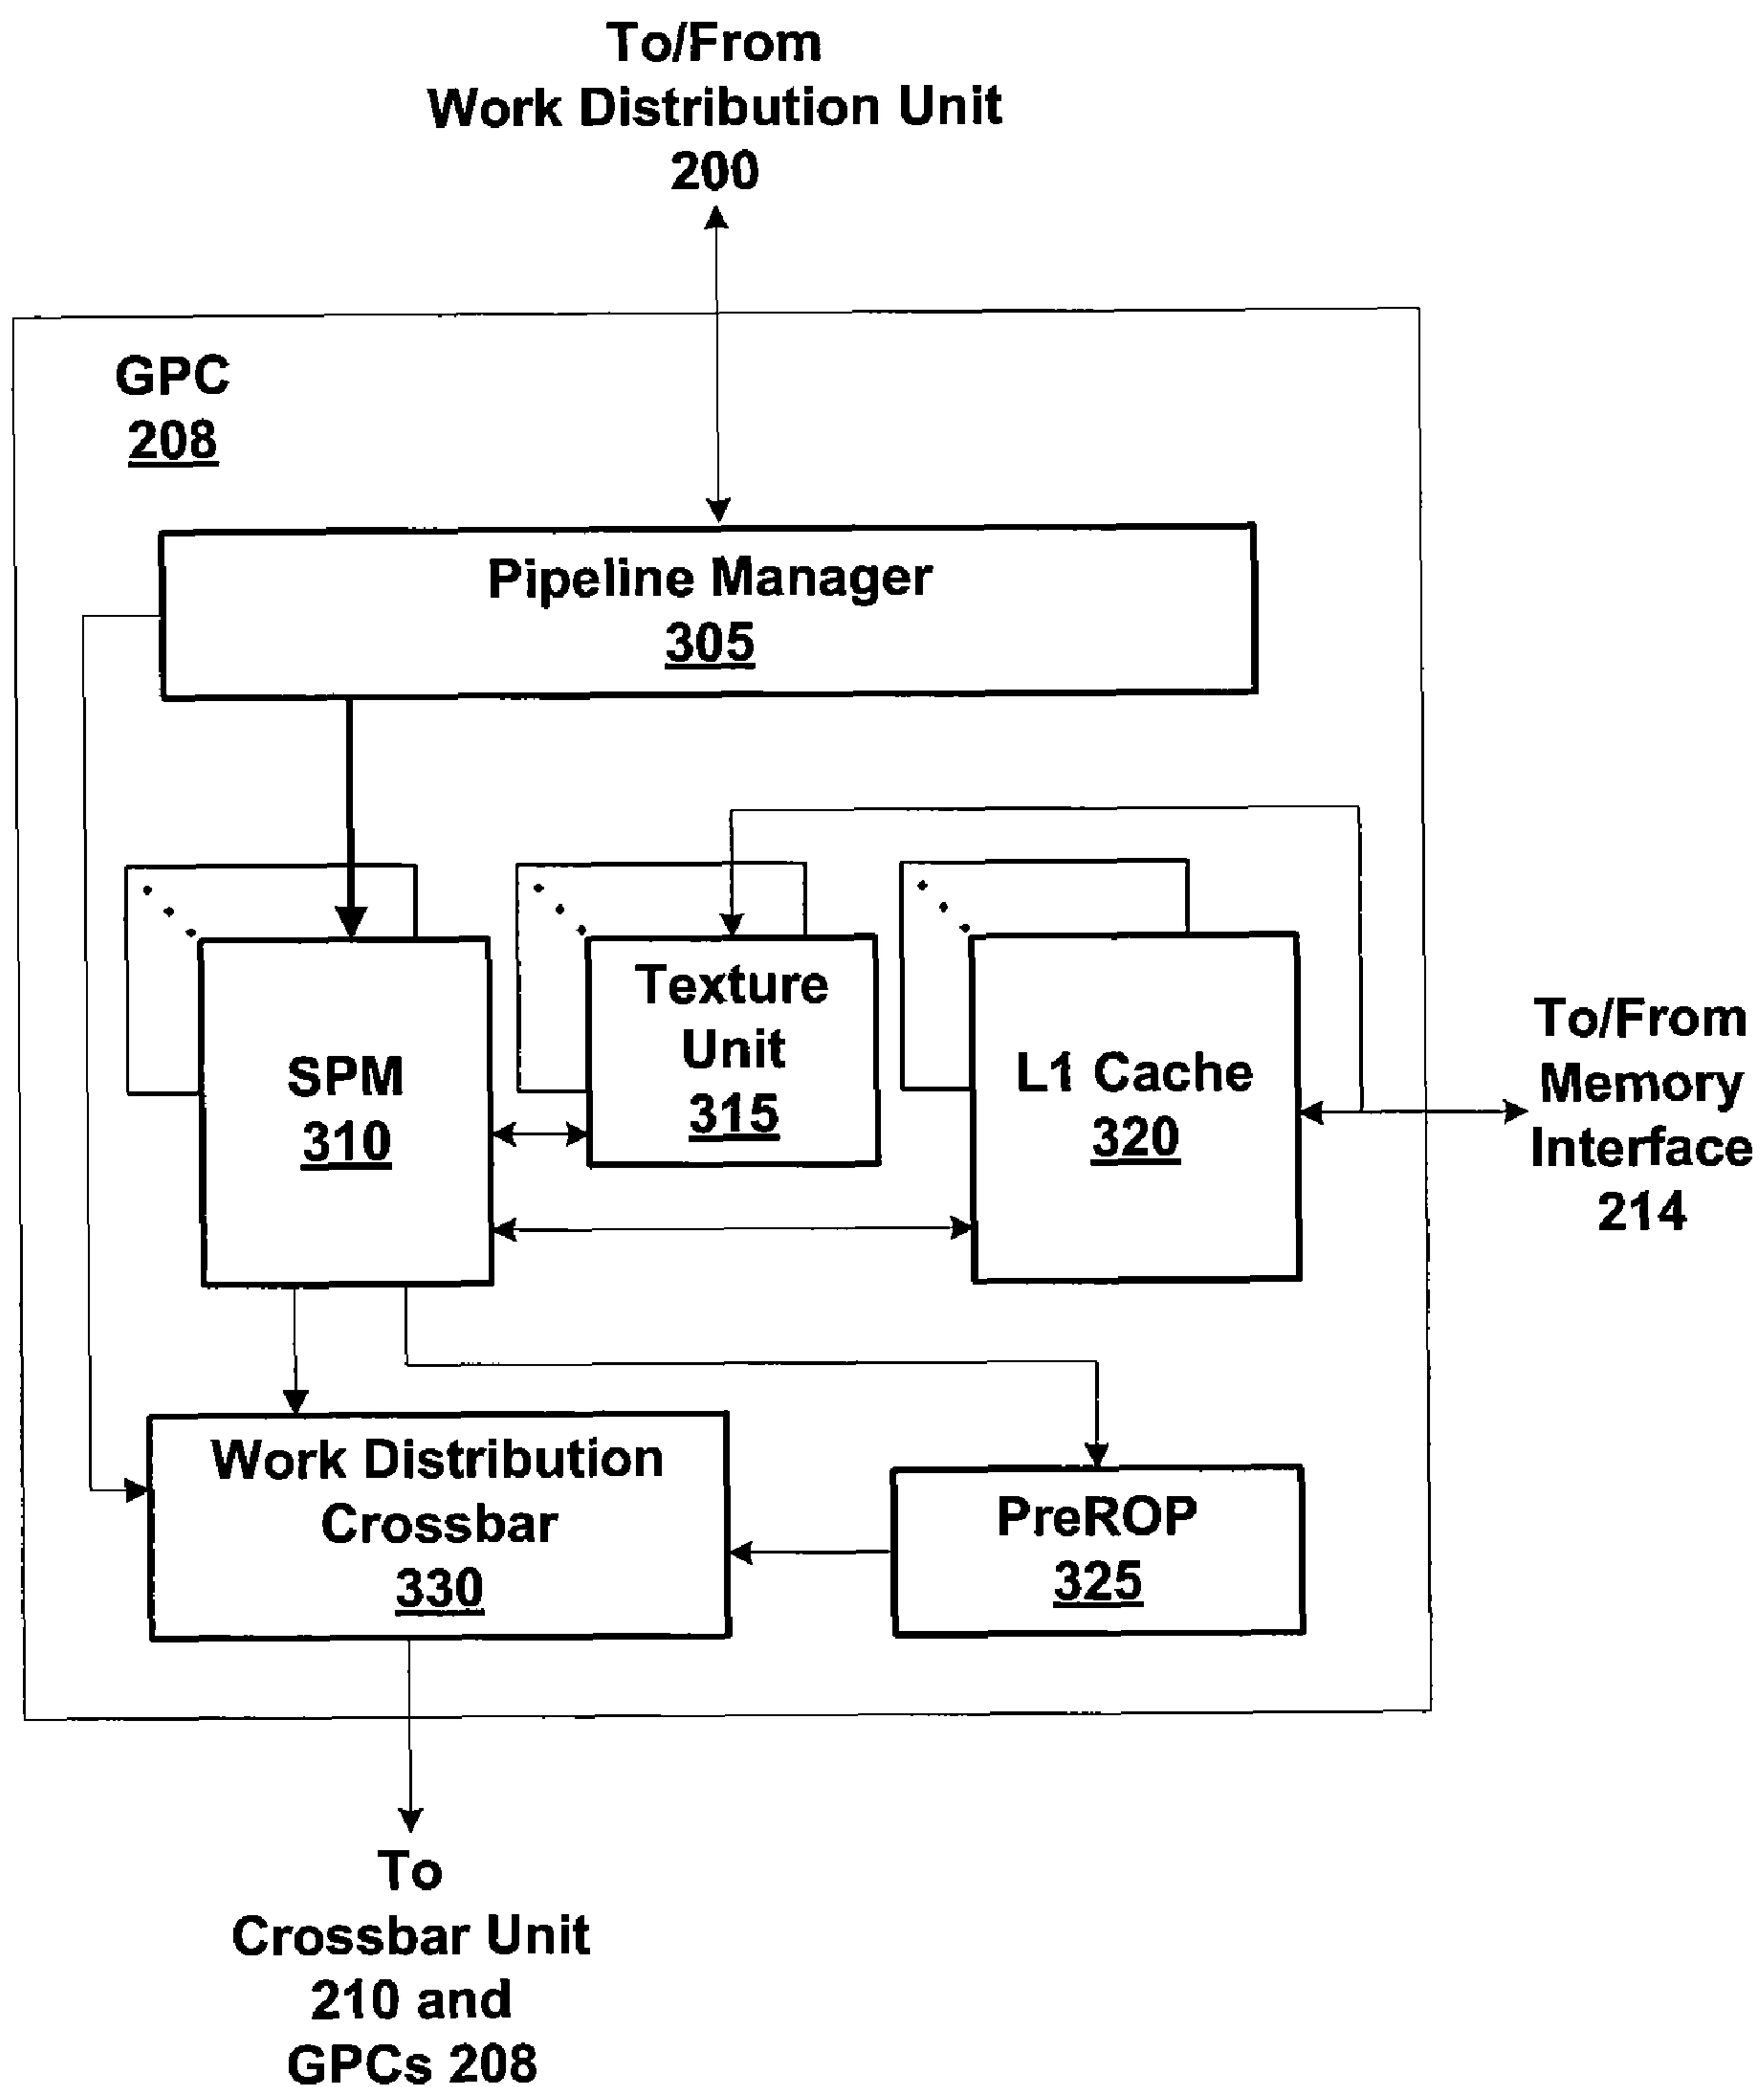 To/From
Work Distribution Unit
200
GPC
208
Pipeline Manager
305
SPM
310
Texture
Unit
315
L1 Cache
320
To/From
Memory
Interface
214
Work Distribution
Crossbar
330
PreROP
325
To
Crossbar Unit
210 and
GPCs 208